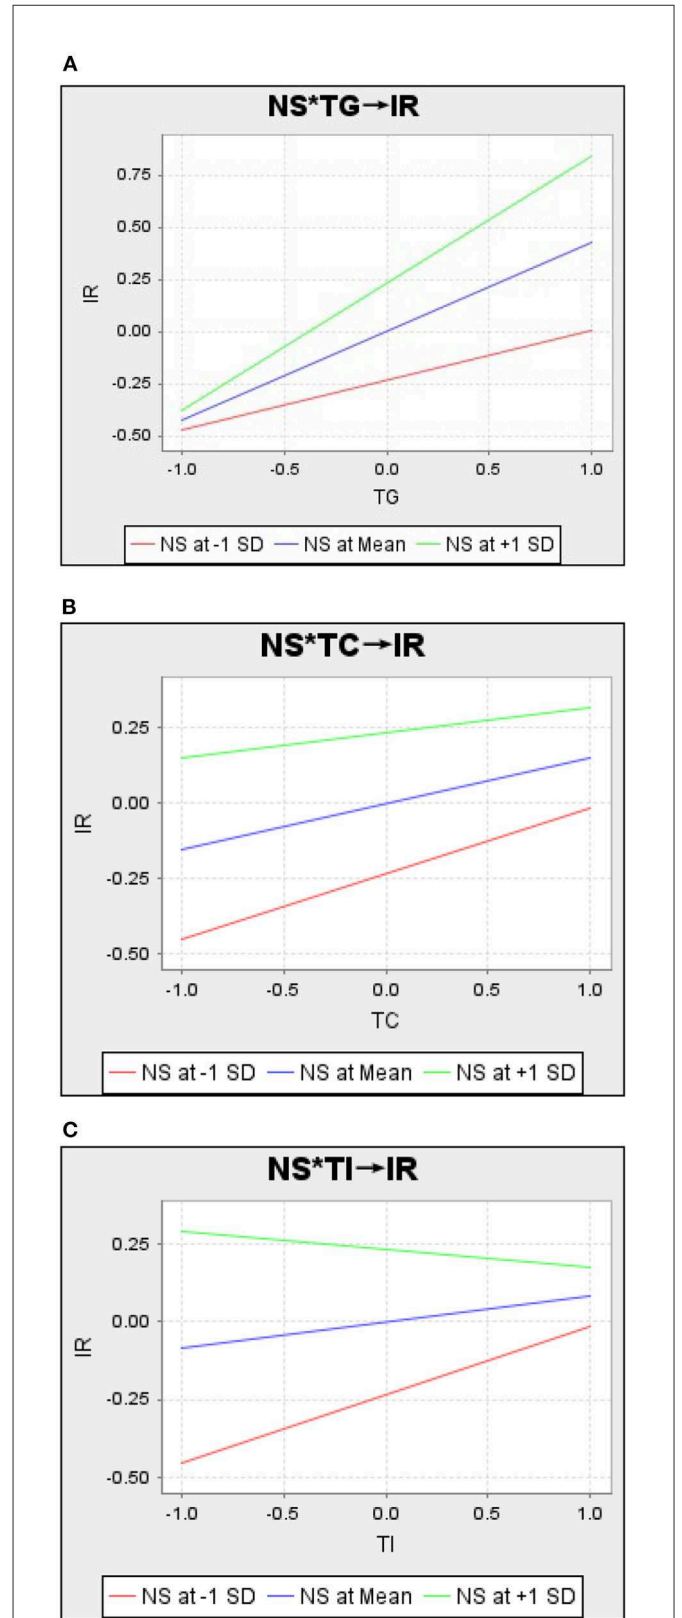 A
NS*TG→IR
0.75
0.50
0.25
0.00
-0.25
-0.50
IR
-1.0 -0.5 0.0 0.5 1.0
TG
NS at -1 SD NS at Mean NS at +1 SD
B
NS*TC→IR
0.25
0.00
-0.25
-0.50
IR
-1.0 -0.5 0.0 0.5 1.0
TC
NS at -1 SD NS at Mean NS at +1 SD
C
NS*TI→IR
0.25
0.00
-0.25
-0.50
IR
-1.0 -0.5 0.0 0.5 1.0
TI
NS at -1 SD NS at Mean NS at +1 SD